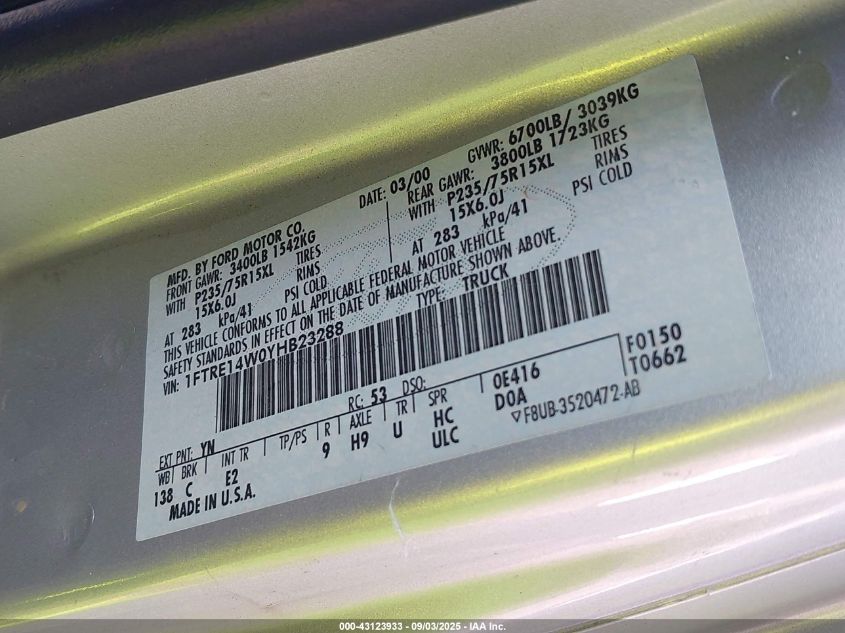 MFD. BY FORD MOTOR CO.
DATE: 03/00
GVWR: 6700LB/ 3039KG
FRONT GAWR: 3400LB 1542KG
REAR GAWR: 3800LB 1723KG
WITH P235/75R15XL TIRES
WITH P235/75R15XL TIRES
15X6.0J RIMS
15X6.0J RIMS
AT 283 kPa/41 PSI COLD
AT 283 kPa/41 PSI COLD
THIS VEHICLE CONFORMS TO ALL APPLICABLE FEDERAL MOTOR VEHICLE
SAFETY STANDARDS IN EFFECT ON THE DATE OF MANUFACTURE SHOWN ABOVE.
VIN: 1FTRE14W0YHB23288
TYPE: TRUCK
F0150
T0662
EXT PNT: YN RC: 53 DSO:
WB BRK INT TR TP/PS R AXLE TR SPR 0E416
138 C E2 9 H9 U HC D0A
ULC ▽F8UB-3520472-AB
MADE IN U.S.A.
000-43123933 - 09/03/2025 - IAA Inc.